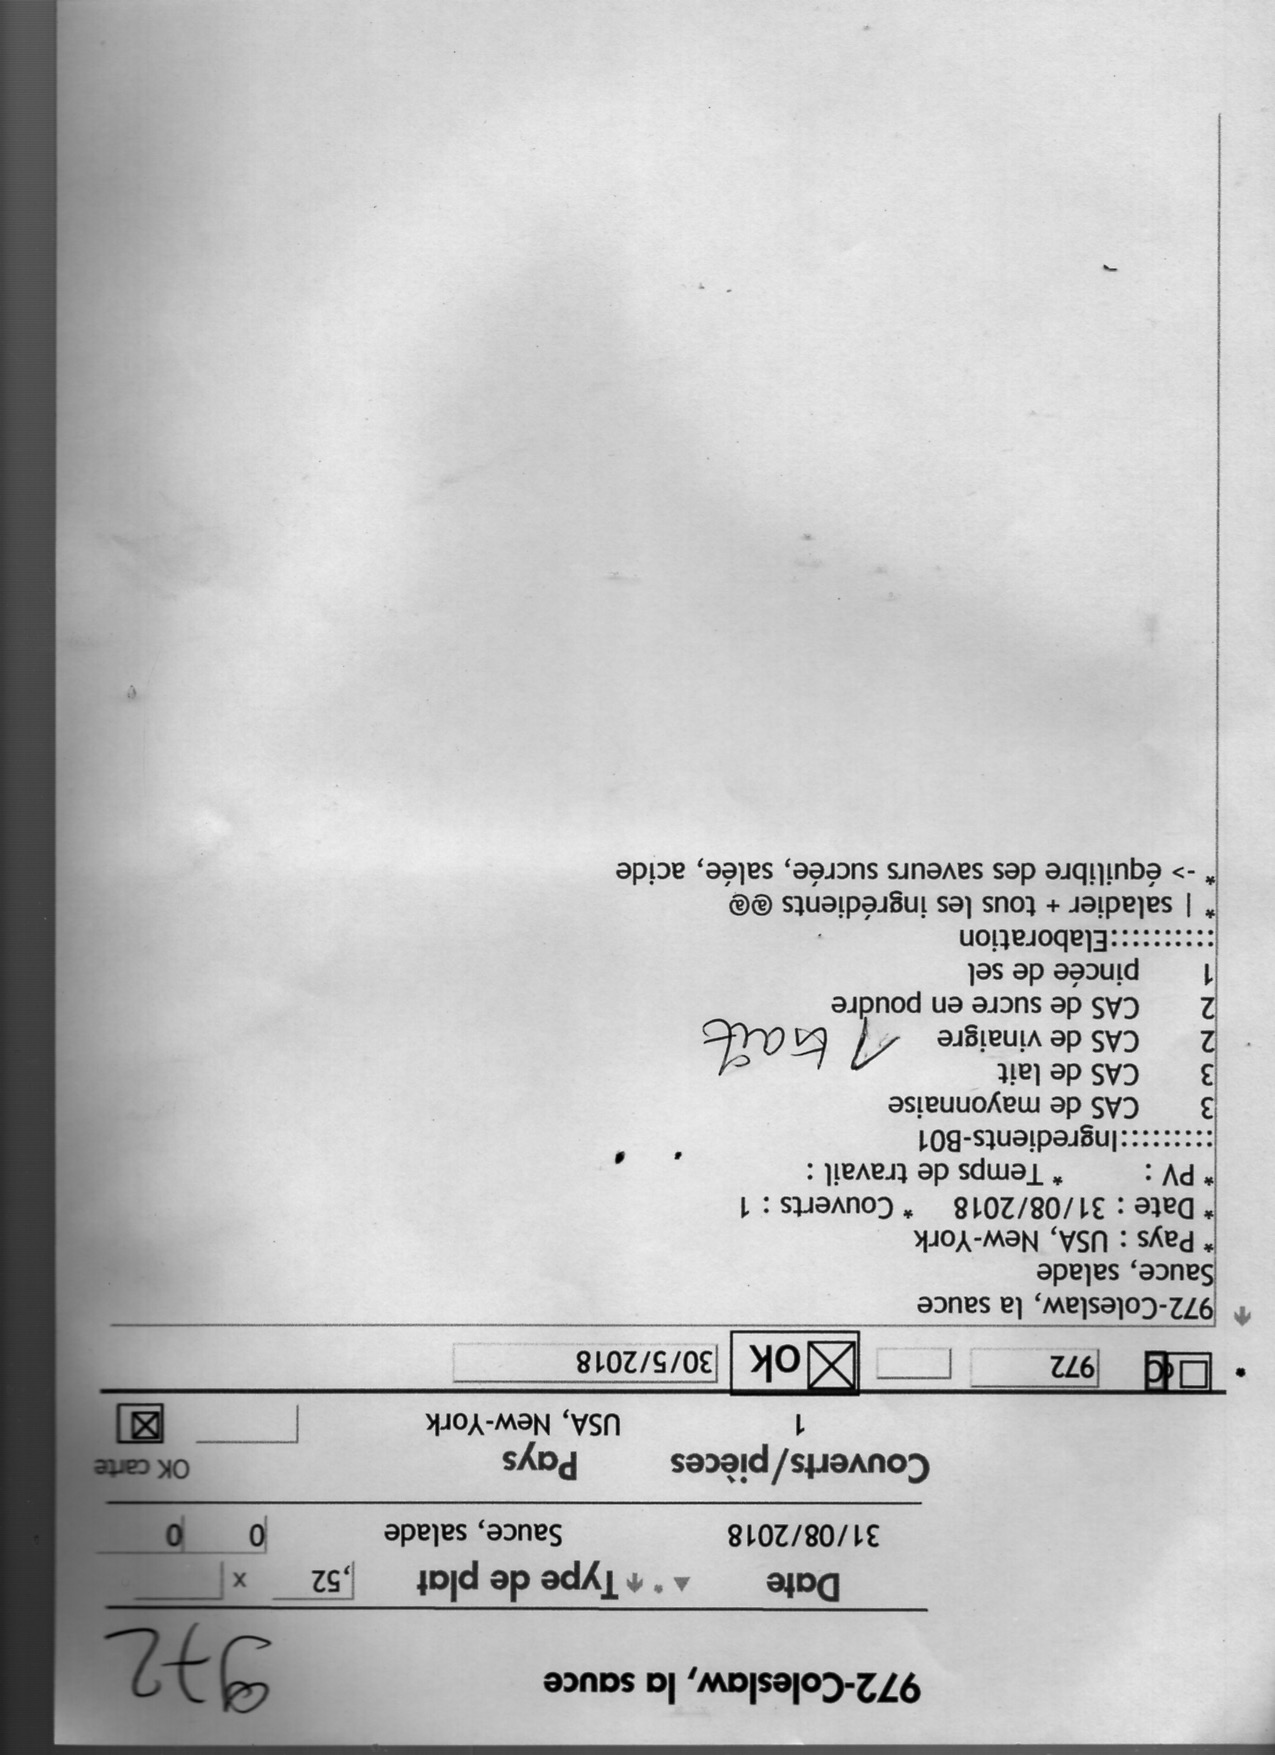 972-Coleslaw, la sauce 972
Date Type de plat ,52 x
31/08/2018 Sauce, salade 0 0
Couverts/pièces Pays OK carte
1 USA, New-York
972 OK 30/5/2018
972-Coleslaw, la sauce
Sauce, salade
* Pays : USA, New-York
* Date : 31/08/2018 * Couverts : 1
* PV : * Temps de travail :
:::::::::Ingredients-B01
3 CAS de mayonnaise
3 CAS de lait
2 CAS de vinaigre 1 trait
2 CAS de sucre en poudre
1 pincée de sel
::::::::::Elaboration
* | saladier + tous les ingrédients @@
* -> équilibre des saveurs sucrée, salée, acide